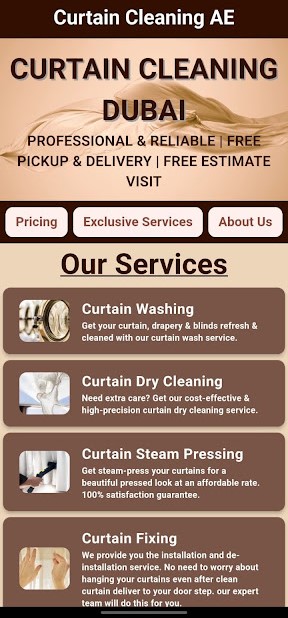 Curtain Cleaning AE
CURTAIN CLEANING
DUBAI
PROFESSIONAL & RELIABLE | FREE
PICKUP & DELIVERY | FREE ESTIMATE
VISIT
Pricing
Exclusive Services
About Us
Our Services
Curtain Washing
Get your curtain, drapery & blinds refresh &
cleaned with our curtain wash service.
Curtain Dry Cleaning
Need extra care? Get our cost-effective &
high-precision curtain dry cleaning service.
Curtain Steam Pressing
Get steam-press your curtains for a
beautiful pressed look at an affordable rate.
100% satisfaction guarantee.
Curtain Fixing
We provide you the installation and de-
installation service. No need to worry about
hanging your curtains even after clean
curtain deliver to your door step. our expert
team will do this for you.